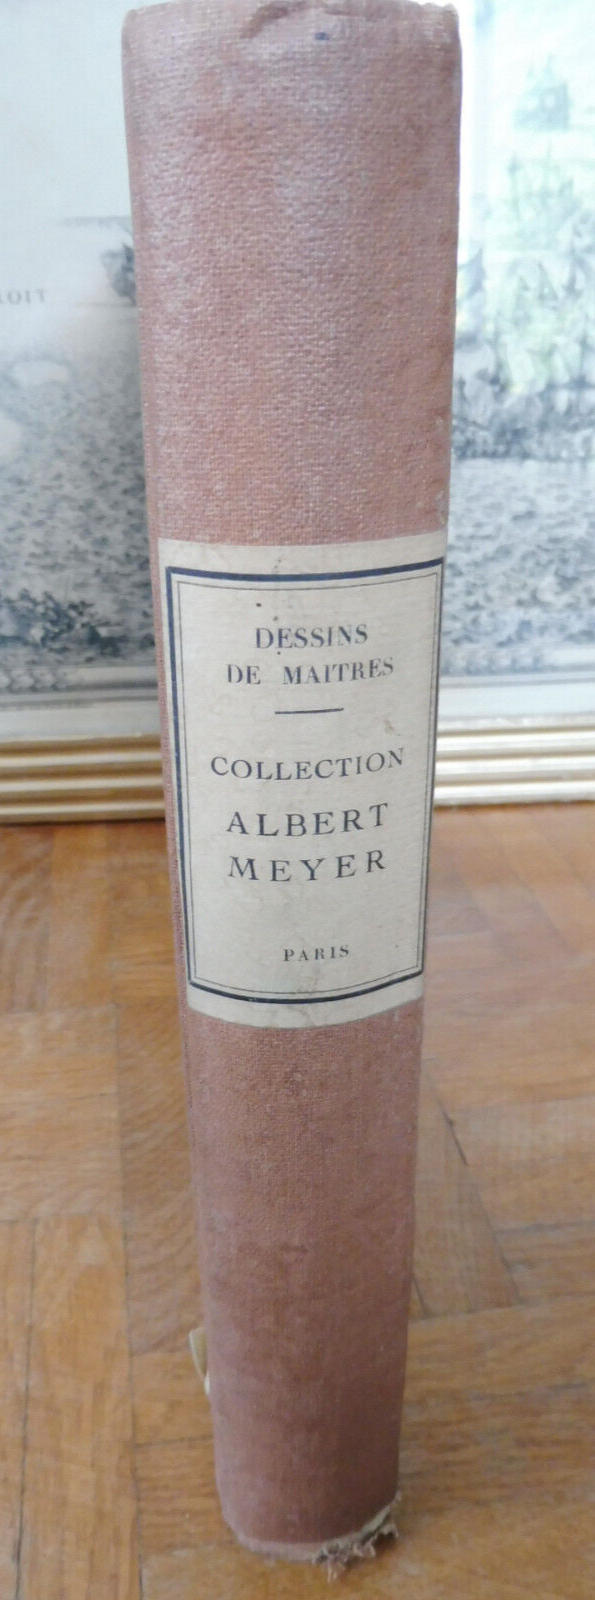 DESSINS
DE MAITRES
COLLECTION
ALBERT
MEYER
PARIS